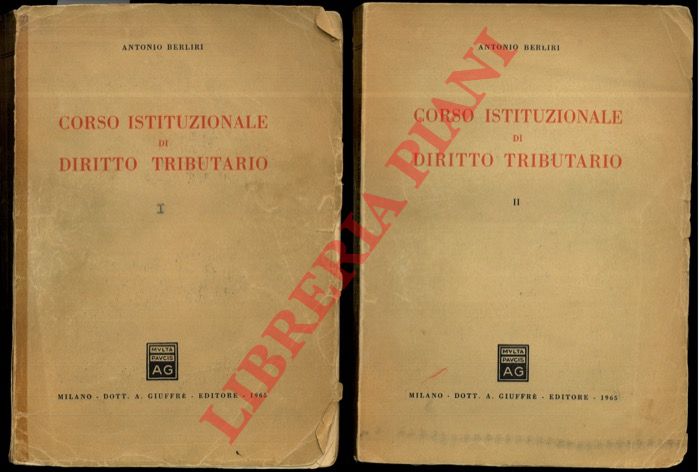 ANTONIO BERLIRI
CORSO ISTITUZIONALE
DI
DIRITTO TRIBUTARIO
I
MVLTA
PAVCIS
AG
MILANO - DOTT. A. GIUFFRÈ - EDITORE - 1965
ANTONIO BERLIRI
CORSO ISTITUZIONALE
DI
DIRITTO TRIBUTARIO
II
MVLTA
PAVCIS
AG
MILANO - DOTT. A. GIUFFRÈ - EDITORE - 1965
LIBRERIA PIANI